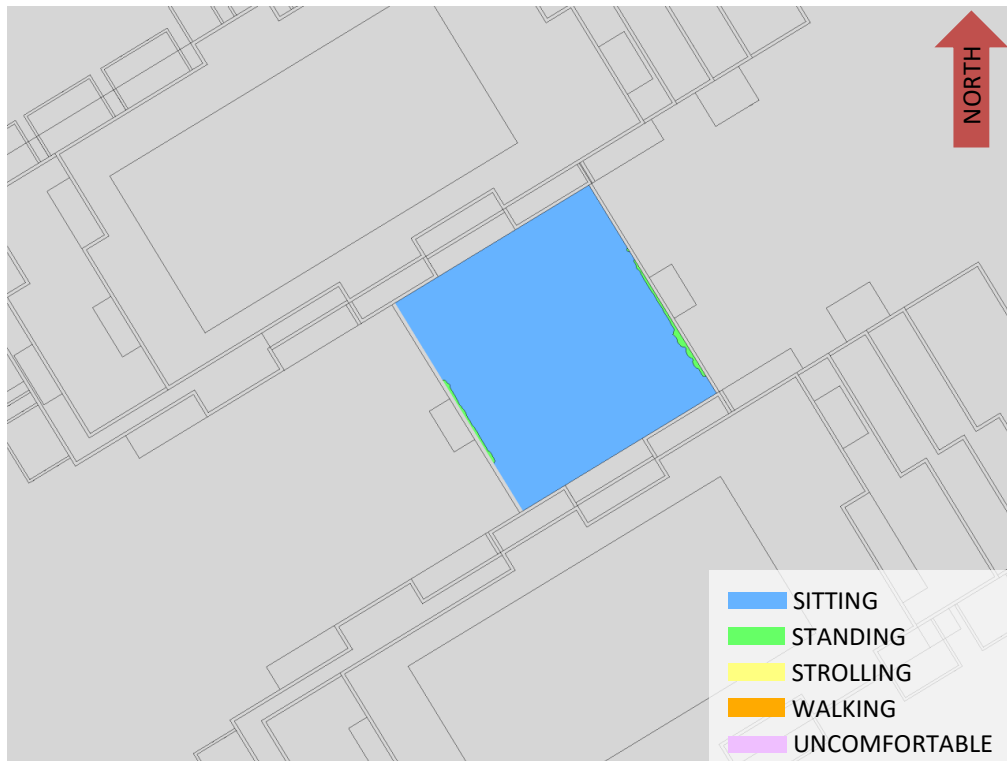 NORTH
SITTING
STANDING
STROLLING
WALKING
UNCOMFORTABLE